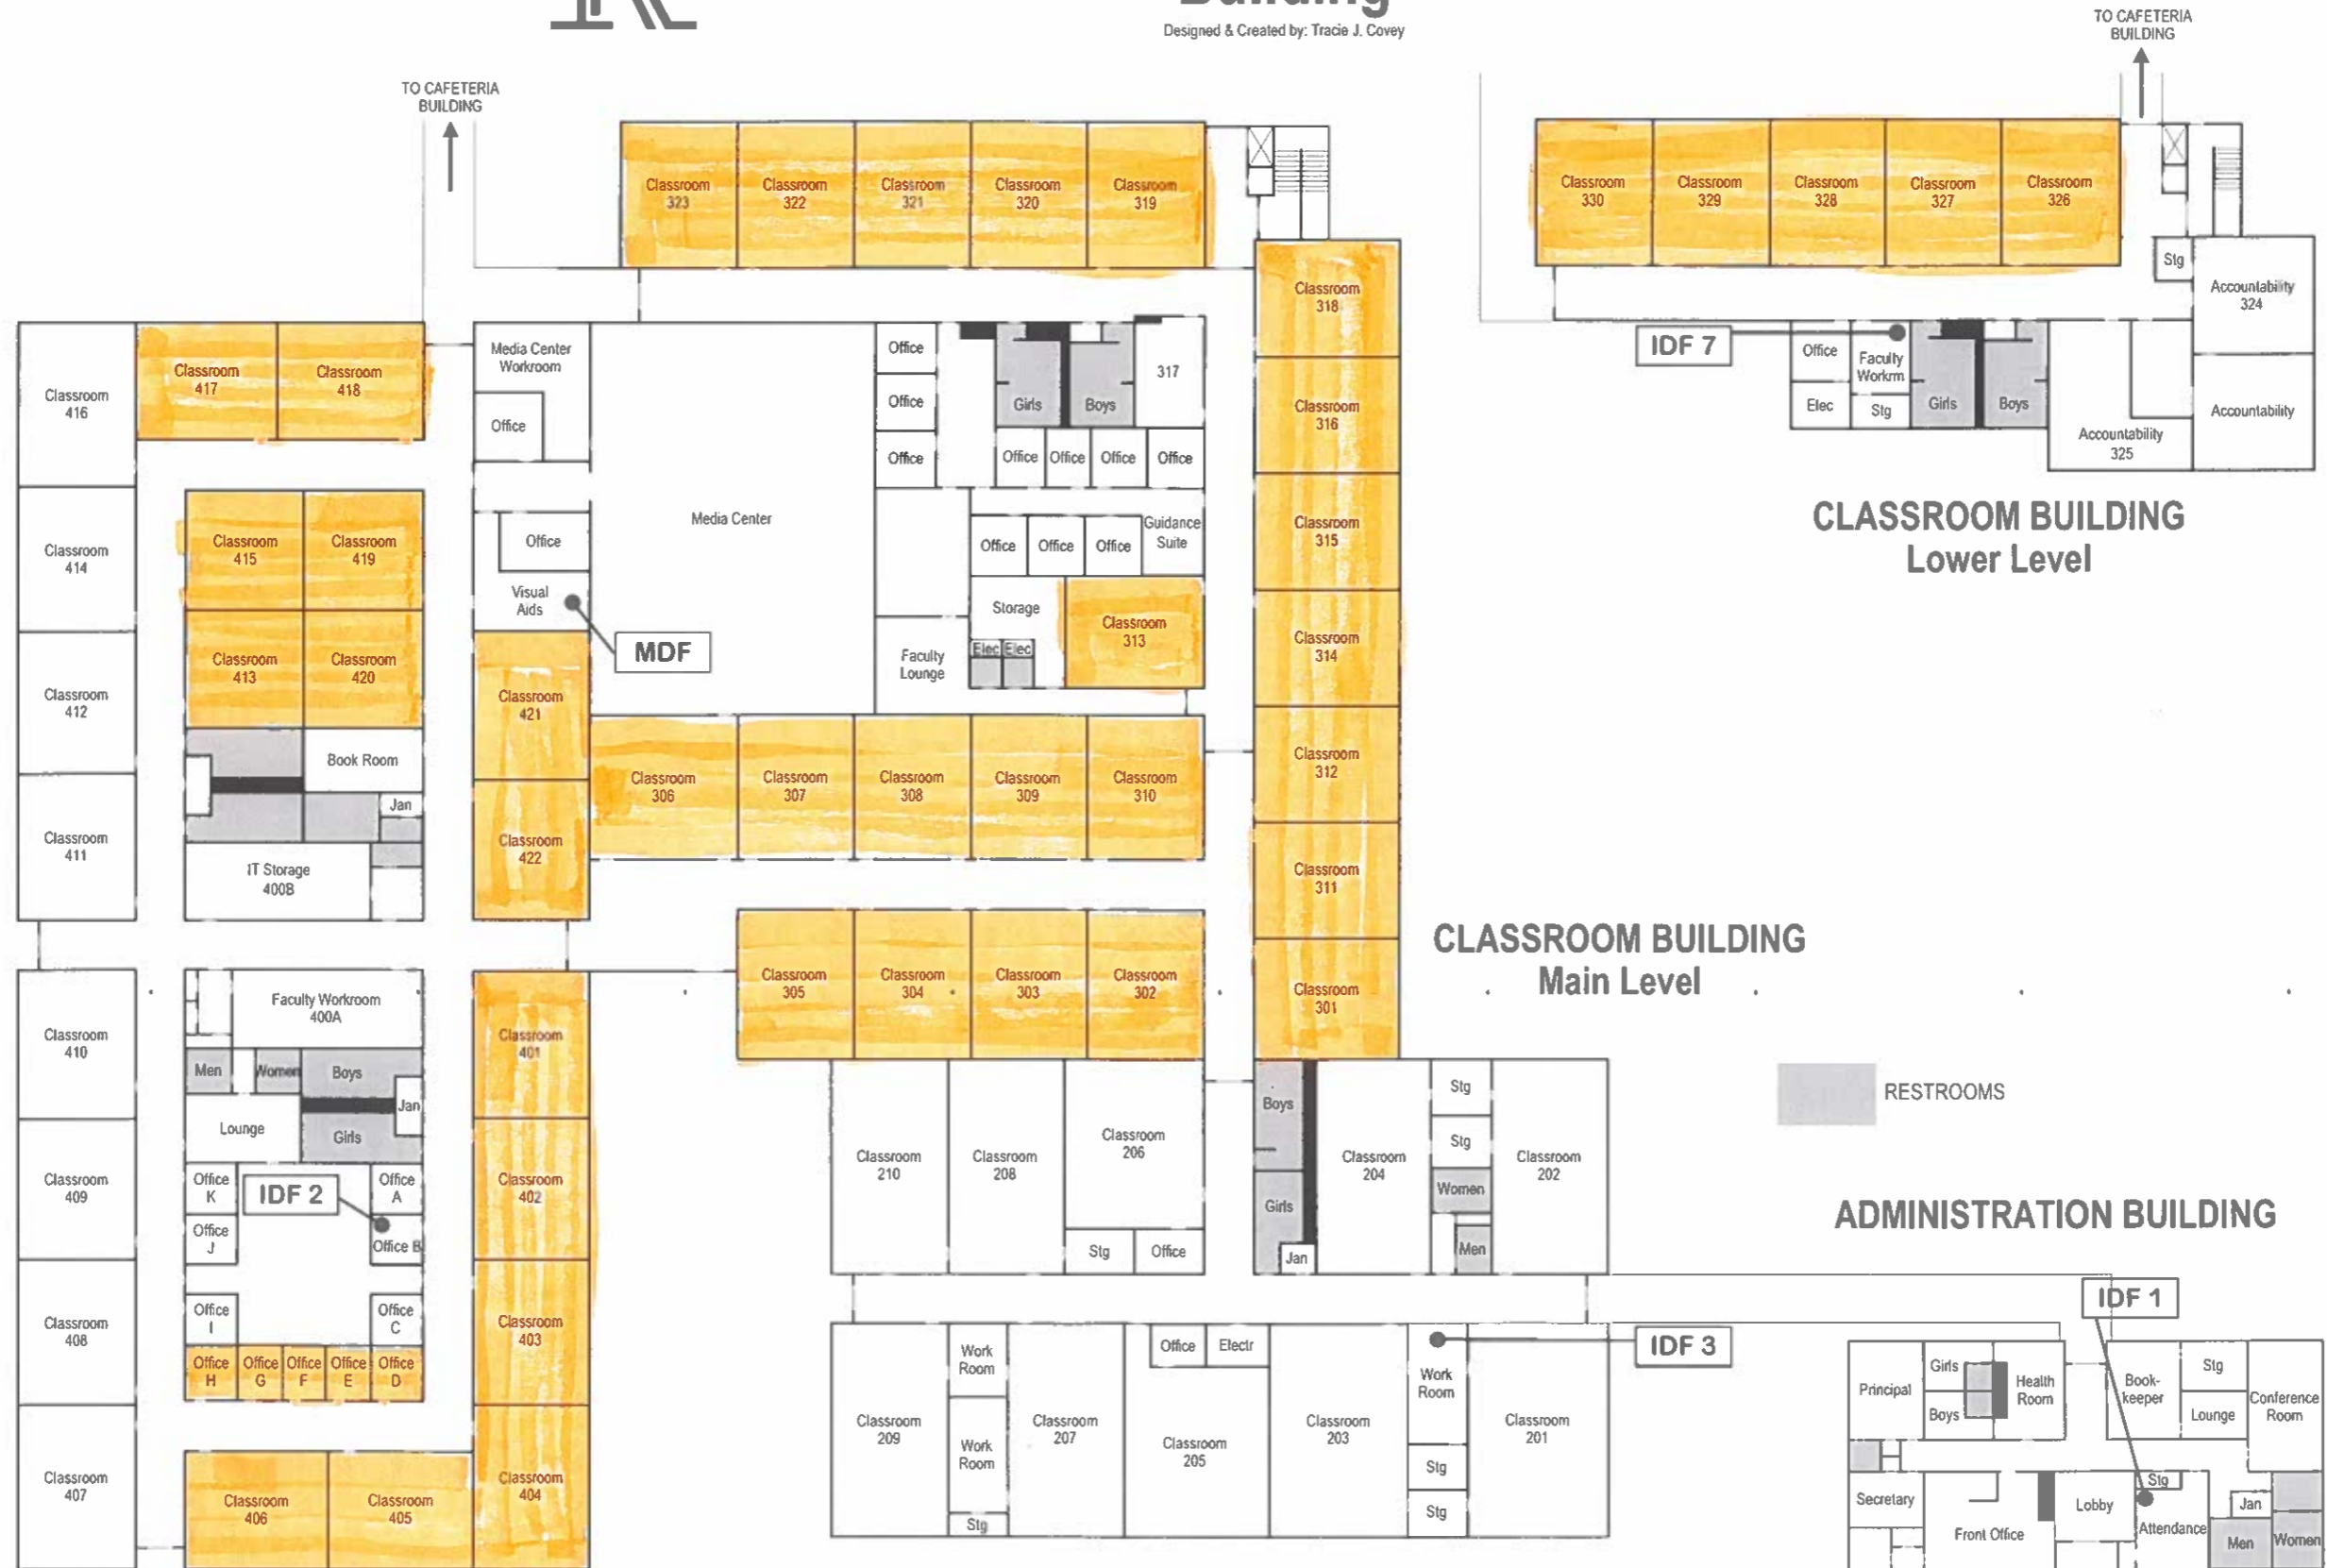 Building
Designed & Created by: Tracie J. Covey
TO CAFETERIA
BUILDING
TO CAFETERIA
BUILDING
Classroom
323
Classroom
322
Classroom
321
Classroom
320
Classroom
319
Classroom
330
Classroom
329
Classroom
328
Classroom
327
Classroom
326
Stg
Accountability
324
IDF 7
Office
Faculty
Workrm
Elec
Stg
Girls
Boys
Accountability
325
Accountability
CLASSROOM BUILDING
Lower Level
Classroom
318
Classroom
316
Classroom
315
Classroom
314
Classroom
312
Classroom
311
Classroom
301
Classroom
416
Classroom
417
Classroom
418
Media Center
Workroom
Office
Office
Office
Office
Girls
Boys
317
Office
Office
Office
Office
Classroom
414
Classroom
415
Classroom
419
Office
Media Center
Office
Office
Office
Guidance
Suite
Visual
Aids
MDF
Storage
Elec
Elec
Classroom
313
Faculty
Lounge
Classroom
412
Classroom
413
Classroom
420
Classroom
421
Book Room
Jan
Classroom
306
Classroom
307
Classroom
308
Classroom
309
Classroom
310
Classroom
411
IT Storage
400B
Classroom
422
CLASSROOM BUILDING
Main Level
Classroom
305
Classroom
304
Classroom
303
Classroom
302
Classroom
410
Faculty Workroom
400A
Men
Women
Boys
Jan
Lounge
Girls
Classroom
401
RESTROOMS
Classroom
409
Office
K
IDF 2
Office
A
Office
J
Office B
Classroom
402
Classroom
210
Classroom
208
Classroom
206
Stg
Office
Boys
Girls
Jan
Classroom
204
Stg
Stg
Women
Men
Classroom
202
ADMINISTRATION BUILDING
Classroom
408
Office
I
Office
C
Office
H
Office
G
Office
F
Office
E
Office
D
Classroom
403
IDF 1
IDF 3
Classroom
209
Work
Room
Work
Room
Stg
Classroom
207
Office
Electr
Classroom
205
Classroom
203
Work
Room
Stg
Stg
Classroom
201
Principal
Girls
Boys
Health
Room
Book-
keeper
Stg
Lounge
Conference
Room
Classroom
407
Classroom
406
Classroom
405
Classroom
404
Secretary
Front Office
Lobby
Stg
Attendance
Jan
Men
Women